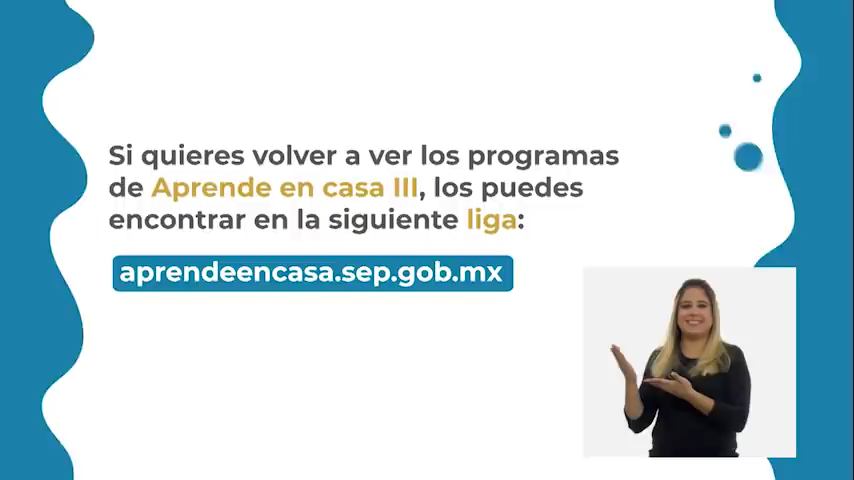 Si quieres volver a ver los programas
de Aprende en casa III, los puedes
encontrar en la siguiente liga:
aprendeencasa.sep.gob.mx